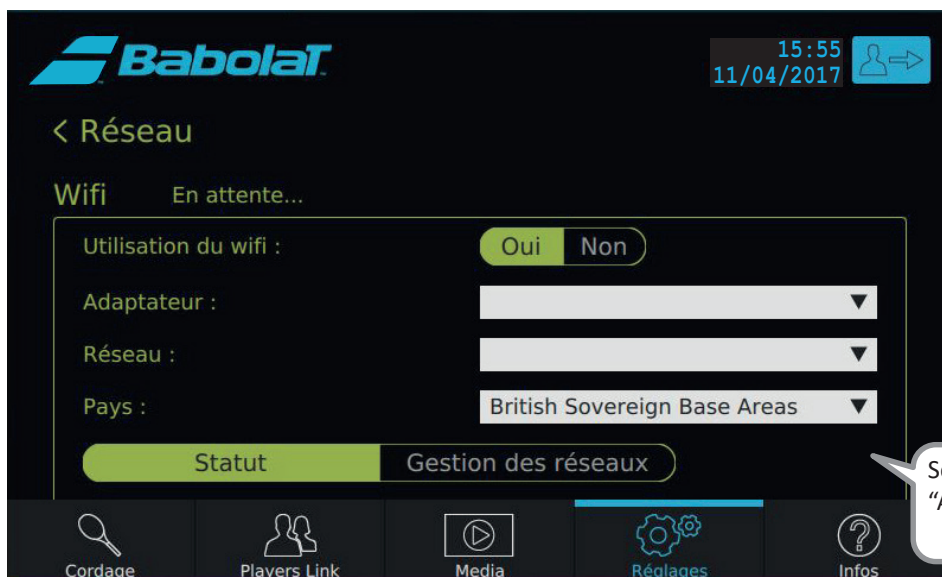 BabolaT
15:55
11/04/2017
< Réseau
Wifi En attente...
Utilisation du wifi : Oui Non
Adaptateur :
Réseau :
Pays : British Sovereign Base Areas
Statut Gestion des réseaux
Cordage Players Link Media Réglages Infos